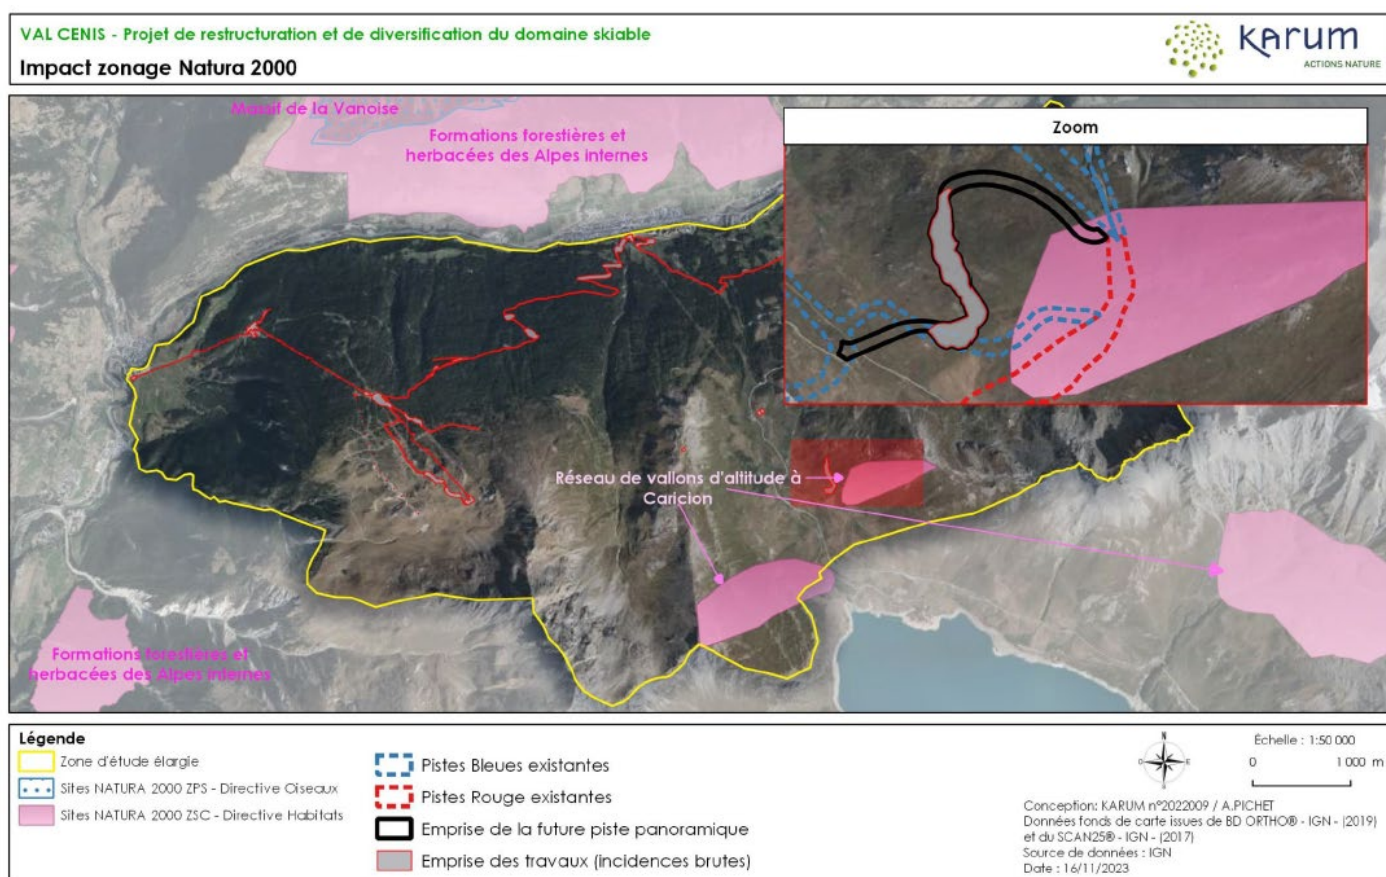 VAL CENIS - Projet de restructuration et de diversification du domaine skiable
Impact zonage Natura 2000
KARUM
ACTIONS NATURE
Massif de la Vanoise
Formations forestières et
herbacées des Alpes internes
Zoom
Réseau de vallons d'altitude à
Caricion
Formations forestières et
herbacées des Alpes internes
Légende
Zone d'étude élargie
Sites NATURA 2000 ZPS - Directive Oiseaux
Sites NATURA 2000 ZSC - Directive Habitats
Pistes Bleues existantes
Pistes Rouge existantes
Emprise de la future piste panoramique
Emprise des travaux (incidences brutes)
N
O
E
S
Échelle : 1:50 000
0 1 000 m
Conception: KARUM n°2022009 / A.PICHET
Données fonds de carte issues de BD ORTHO® - IGN - (2019)
et du SCAN25® - IGN - (2017)
Source de données : IGN
Date : 16/11/2023